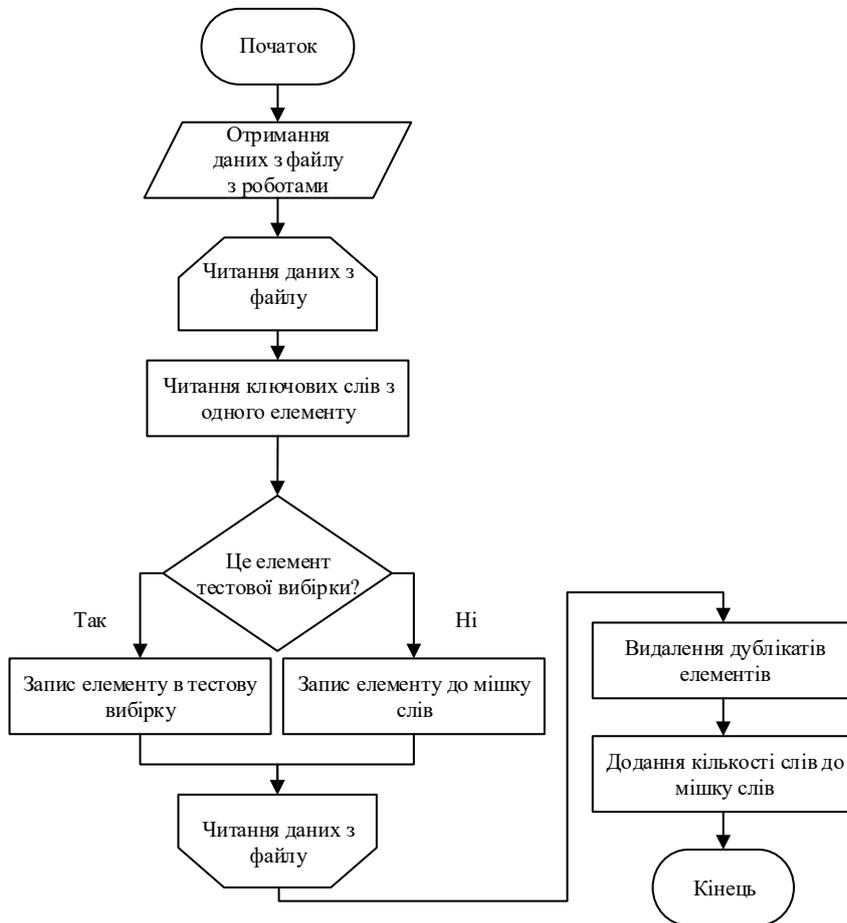 Початок
Отримання
даних з файлу
з роботами
Читання даних з
файлу
Читання ключових слів з
одного елементу
Це елемент
тестової вибірки?
Так
Ні
Запис елементу в тестову
вибірку
Запис елементу до мішку
слів
Читання даних з
файлу
Видалення дублікатів
елементів
Додання кількості слів до
мішку слів
Кінець